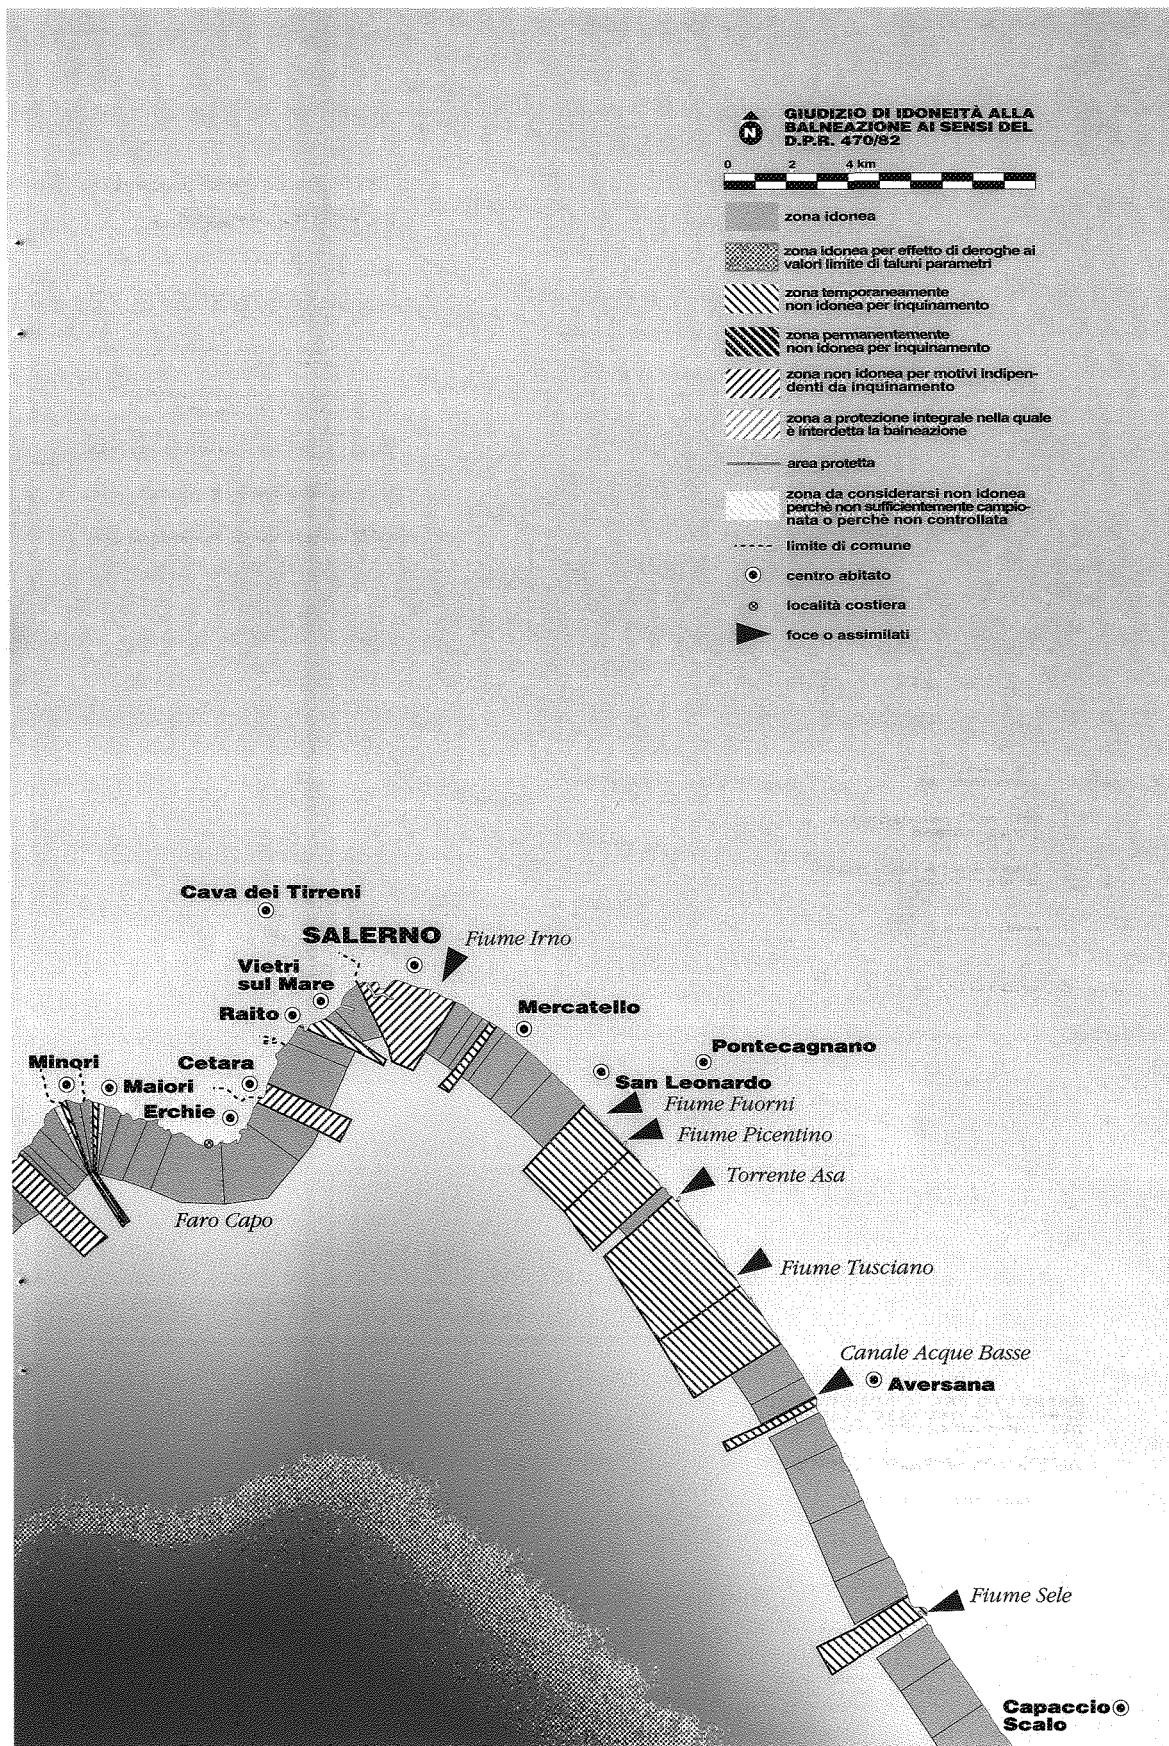 GIUDIZIO DI IDONEITÀ ALLA
BALNEAZIONE AI SENSI DEL
D.P.R. 470/82
N
0 2 4 km
zona idonea
zona idonea per effetto di deroghe ai
valori limite di taluni parametri
zona temporaneamente
non idonea per inquinamento
zona permanentemente
non idonea per inquinamento
zona non idonea per motivi indipen-
denti da inquinamento
zona a protezione integrale nella quale
è interdetta la balneazione
area protetta
zona da considerarsi non idonea
perchè non sufficientemente campio-
nata o perchè non controllata
limite di comune
centro abitato
località costiera
foce o assimilati
Cava dei Tirreni
SALERNO
Fiume Irno
Vietri
sul Mare
Raito
Mercatello
Pontecagnano
Minori
Cetara
Maiori
San Leonardo
Erchie
Fiume Fuorni
Fiume Picentino
Torrente Asa
Faro Capo
Fiume Tusciano
Canale Acque Basse
Aversana
Fiume Sele
Capaccio
Scalo